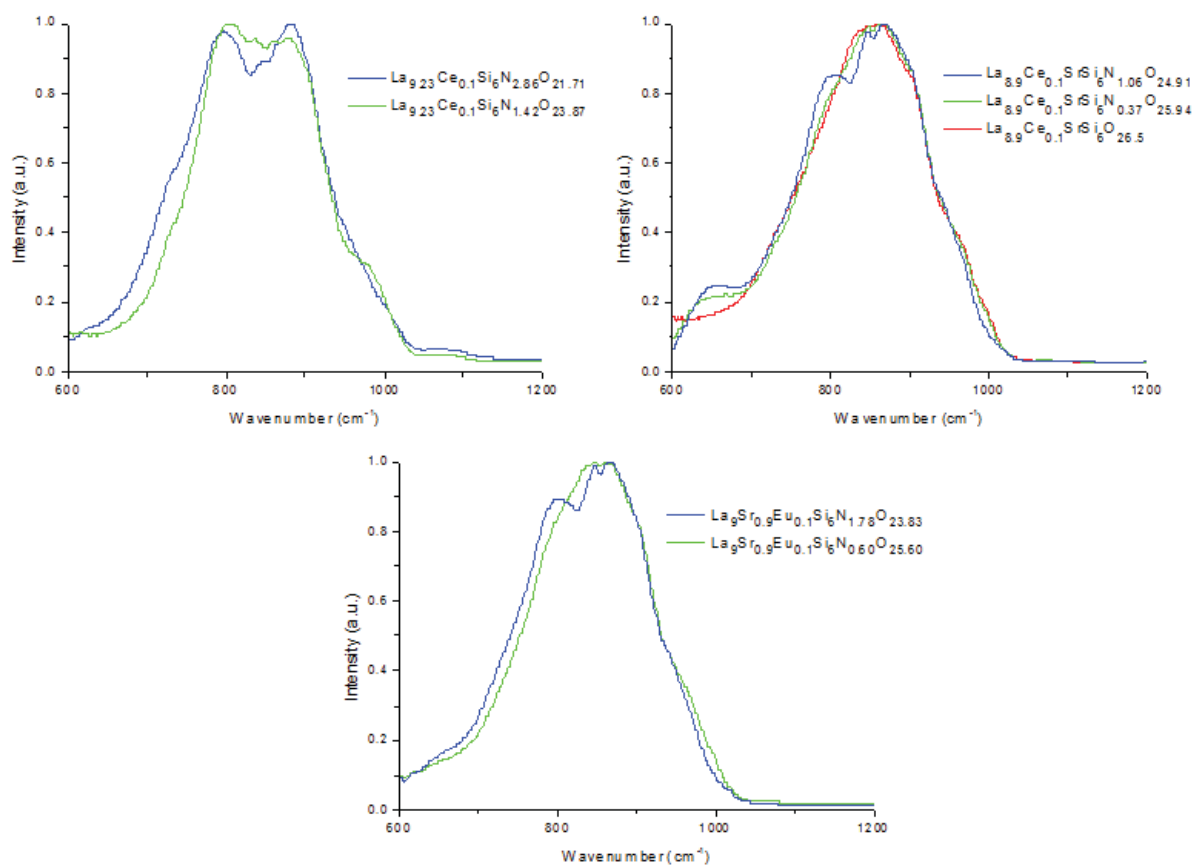 1.0
0.8
0.6
0.4
0.2
0.0
Intensity (a.u.)
La9.23Ce0.1Si6N2.86O21.71
La9.23Ce0.1Si6N1.42O23.87
600 800 1000 1200
Wavenumber (cm-1)
1.0
0.8
0.6
0.4
0.2
0.0
Intensity (a.u.)
La8.9Ce0.1SrSi6N1.06O24.91
La8.9Ce0.1SrSi6N0.37O25.94
La8.9Ce0.1SrSi6O26.5
600 800 1000 1200
Wavenumber (cm-1)
1.0
0.8
0.6
0.4
0.2
0.0
Intensity (a.u.)
La9Sr0.9Eu0.1Si6N1.78O23.83
La9Sr0.9Eu0.1Si6N0.60O25.60
600 800 1000 1200
Wavenumber (cm-1)